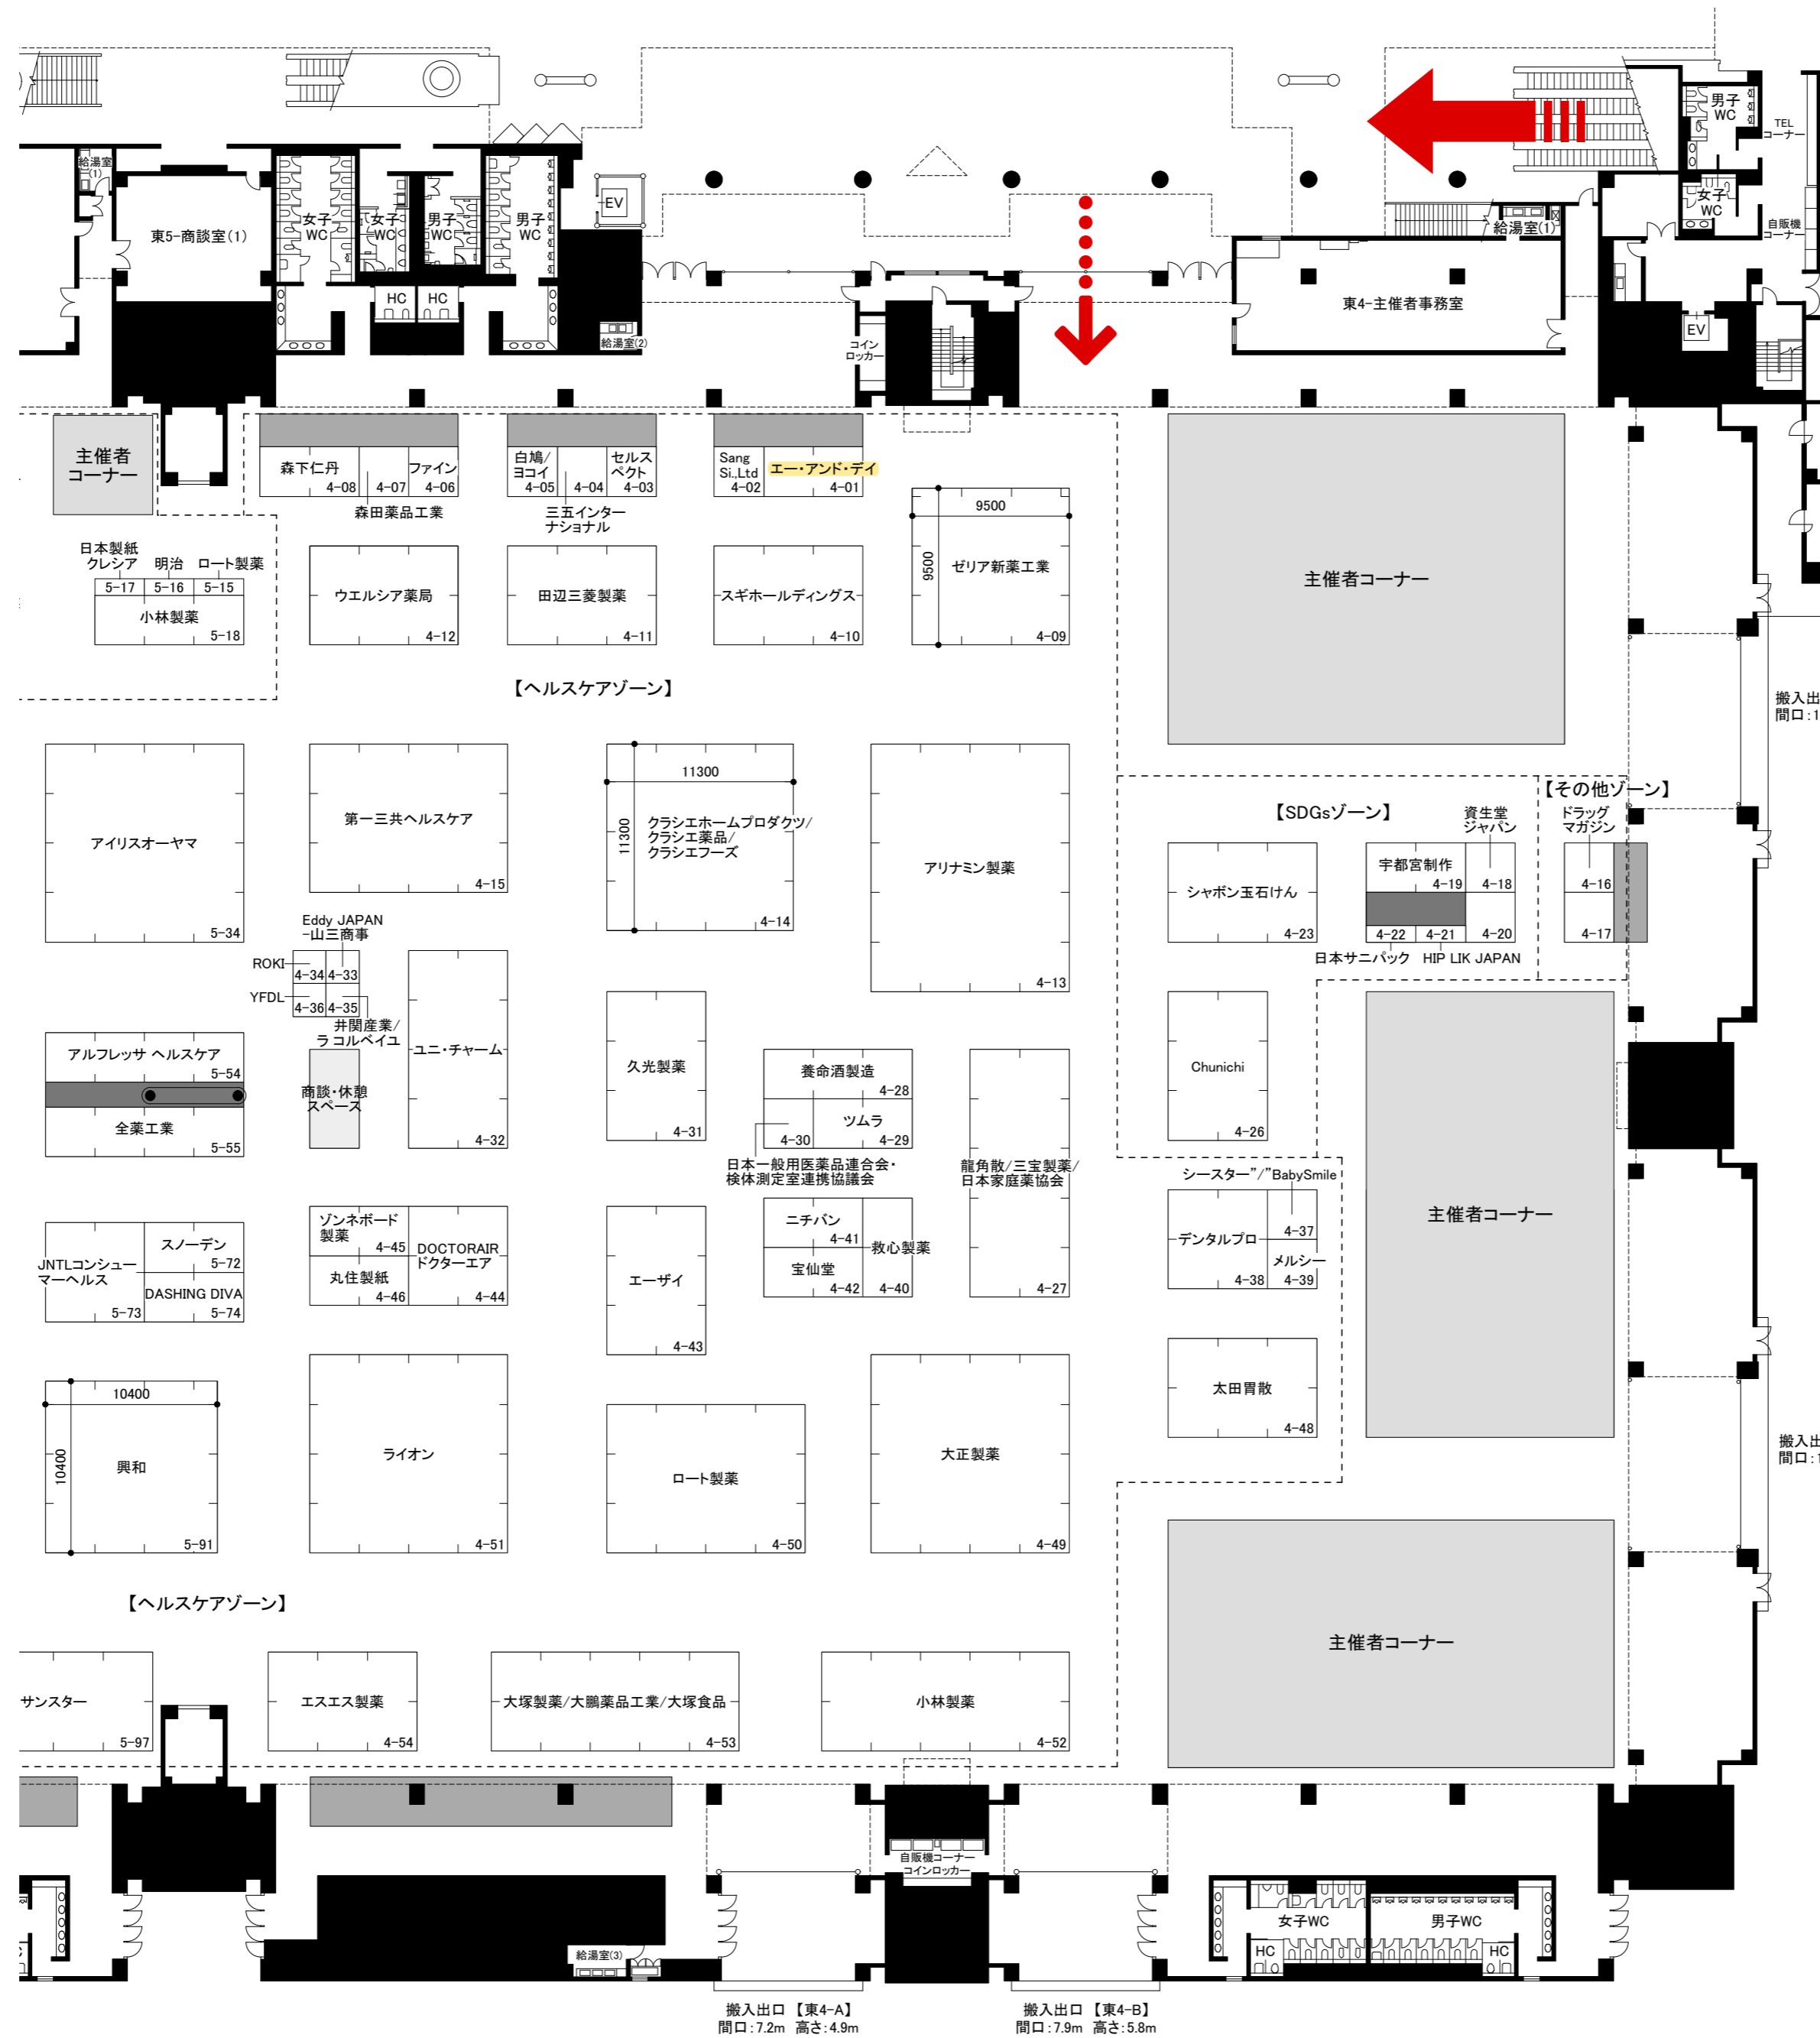 男子
WC
TEL
コーナー
給湯室
(1)
東5-商談室(1)
女子
WC
女子
WC
男子
WC
男子
WC
EV
給湯室(1)
女子
WC
自販機
コーナー
HC
HC
給湯室(2)
コイン
ロッカー
東4-主催者事務室
EV
主催者
コーナー
森下仁丹
4-08
4-07
ファイン
4-06
森田薬品工業
白鳩/
ヨコイ
4-05
4-04
セルス
ペクト
4-03
三五インター
ナショナル
Sang
Si.,Ltd
4-02
エー・アンド・デイ
4-01
9500
9500
ゼリア新薬工業
4-09
主催者コーナー
日本製紙
クレシア
明治
ロート製薬
5-17
5-16
5-15
小林製薬
5-18
ウエルシア薬局
4-12
田辺三菱製薬
4-11
スギホールディングス
4-10
【ヘルスケアゾーン】
搬入出
間口:1
アイリスオーヤマ
5-34
第一三共ヘルスケア
4-15
11300
11300
クラシエホームプロダクツ/
クラシエ薬品/
クラシエフーズ
4-14
アリナミン製薬
4-13
【SDGsゾーン】
【その他ゾーン】
資生堂
ジャパン
ドラッグ
マガジン
シャボン玉石けん
4-23
宇都宮制作
4-19
4-18
4-22
4-21
4-20
日本サニパック
HIP LIK JAPAN
4-16
4-17
Eddy JAPAN
-山三商事
ROKI
4-34
4-33
YFDL
4-36
4-35
井関産業/
ラ コルベイユ
ユニ・チャーム
4-32
商談・休憩
スペース
アルフレッサ ヘルスケア
5-54
全薬工業
5-55
久光製薬
4-31
養命酒製造
4-28
4-30
ツムラ
4-29
日本一般用医薬品連合会・
検体測定室連携協議会
龍角散/三宝製薬/
日本家庭薬協会
4-27
Chunichi
4-26
主催者コーナー
シースター”/”BabySmile
4-37
デンタルプロ
4-38
メルシー
4-39
JNTLコンシュー
マーヘルス
5-73
スノーデン
5-72
DASHING DIVA
5-74
ゾンネボード
製薬
4-45
丸住製紙
4-46
DOCTORAIR
ドクターエア
4-44
エーザイ
4-43
ニチバン
4-41
宝仙堂
4-42
救心製薬
4-40
太田胃散
4-48
10400
10400
興和
5-91
ライオン
4-51
ロート製薬
4-50
大正製薬
4-49
搬入出
間口:1
【ヘルスケアゾーン】
主催者コーナー
サンスター
5-97
エスエス製薬
4-54
大塚製薬/大鵬薬品工業/大塚食品
4-53
小林製薬
4-52
自販機コーナー
コインロッカー
給湯室(3)
女子WC
男子WC
HC
HC
搬入出口 【東4-A】
間口:7.2m 高さ:4.9m
搬入出口 【東4-B】
間口:7.9m 高さ:5.8m